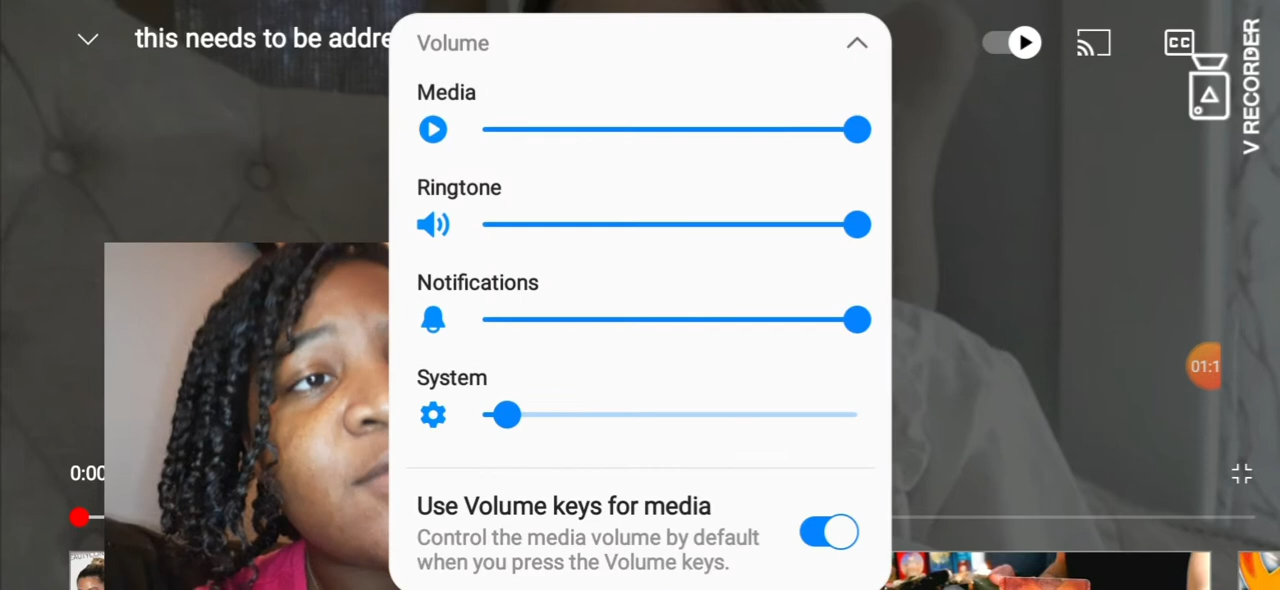 this needs to be addre
Volume
Media
Ringtone
Notifications
System
Use Volume keys for media
Control the media volume by default
when you press the Volume keys.
CC
V RECORDER
01:1
0:00